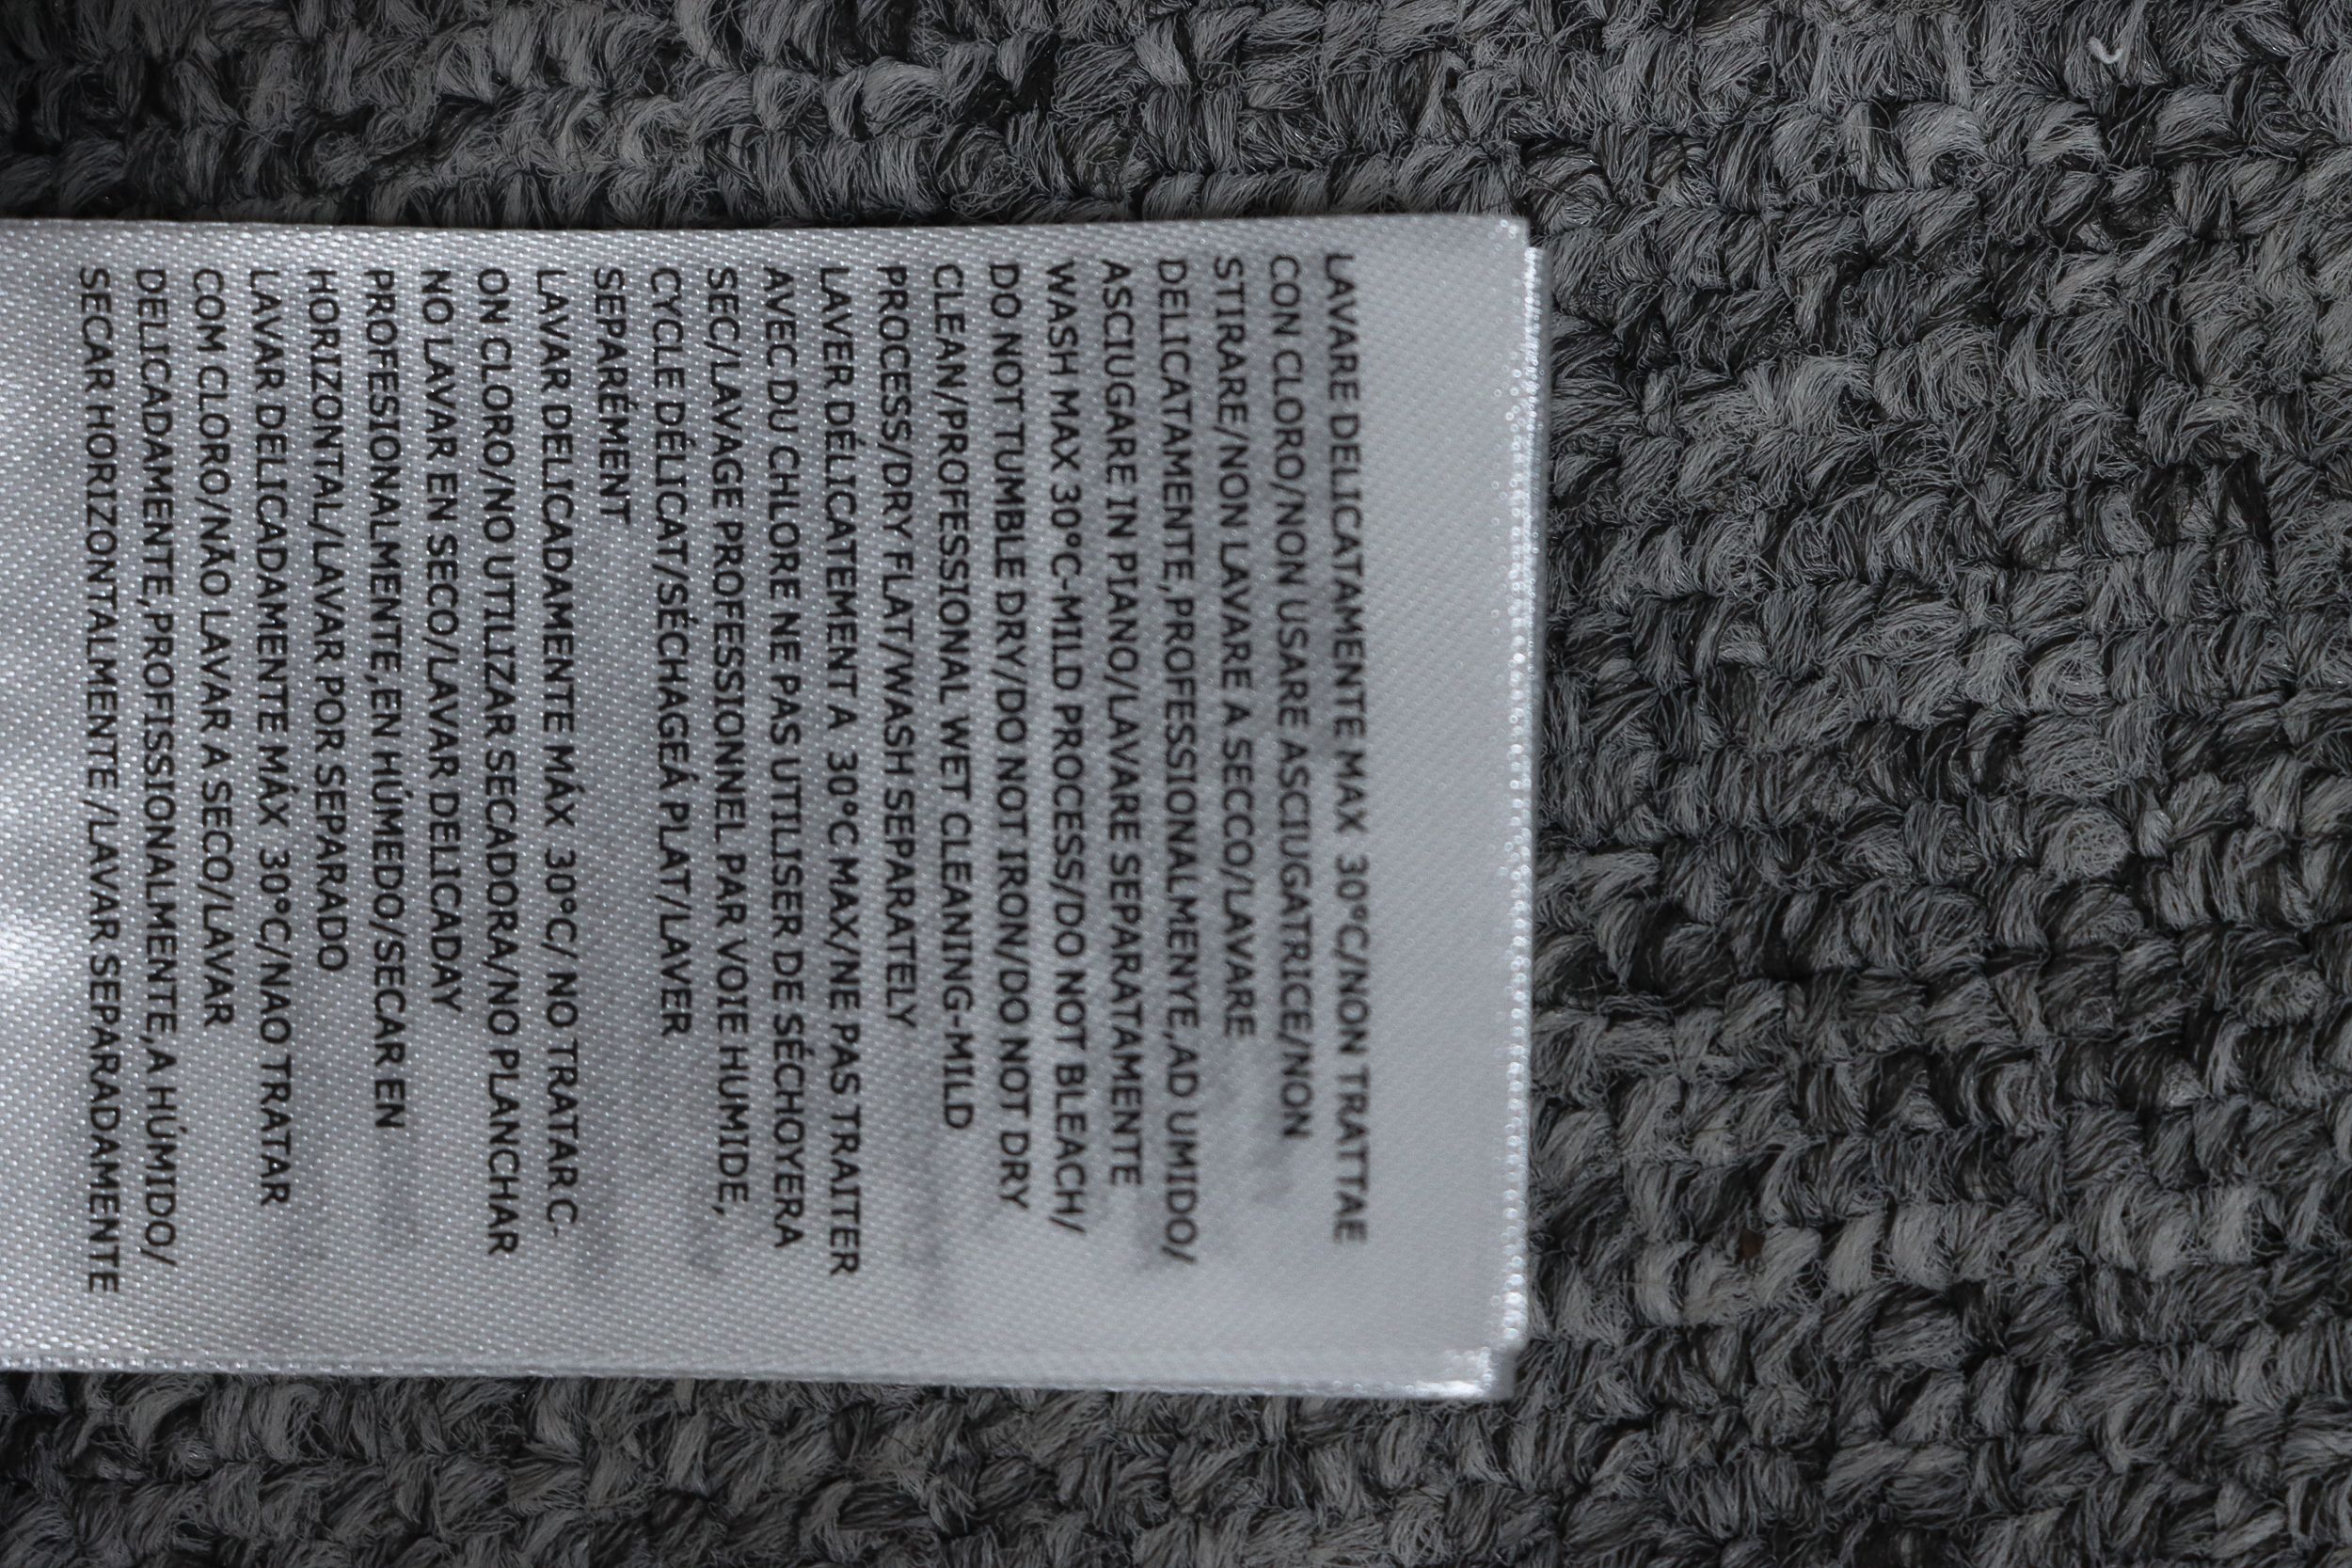 LAVARE DELICATAMENTE MAX 30°C/NON TRATTAE
CON CLORO/NON USARE ASCIUGATRICE/NON
STIRARE/NON LAVARE A SECCO/LAVARE
DELICATAMENTE,PROFESSIONALMENYE,AD UMIDO/
ASCIUGARE IN PIANO/LAVARE SEPARATAMENTE
WASH MAX 30°C-MILD PROCESS/DO NOT BLEACH/
DO NOT TUMBLE DRY/DO NOT IRON/DO NOT DRY
CLEAN/PROFESSIONAL WET CLEANING-MILD
PROCESS/DRY FLAT/WASH SEPARATELY
LAVER DÉLICATEMENT A 30°C MAX/NE PAS TRAITER
AVEC DU CHLORE NE PAS UTILISER DE SÉCHOYERA
SEC/LAVAGE PROFESSIONNEL PAR VOIE HUMIDE,
CYCLE DÉLICAT/SÉCHAGEÁ PLAT/LAVER
SEPARÉMENT
LAVAR DELICADAMENTE MÁX 30°C/ NO TRATAR C-
ON CLORO/NO UTILIZAR SECADORA/NO PLANCHAR
NO LAVAR EN SECO/LAVAR DELICADAY
PROFESIONALMENTE,EN HÚMEDO/SECAR EN
HORIZONTAL/LAVAR POR SEPARADO
LAVAR DELICADAMENTE MÁX 30°C/NAO TRATAR
COM CLORO/NÃO LAVAR A SECO/LAVAR
DELICADAMENTE,PROFISSIONALMENTE,A HÚMIDO/
SECAR HORIZONTALMENTE /LAVAR SEPARADAMENTE